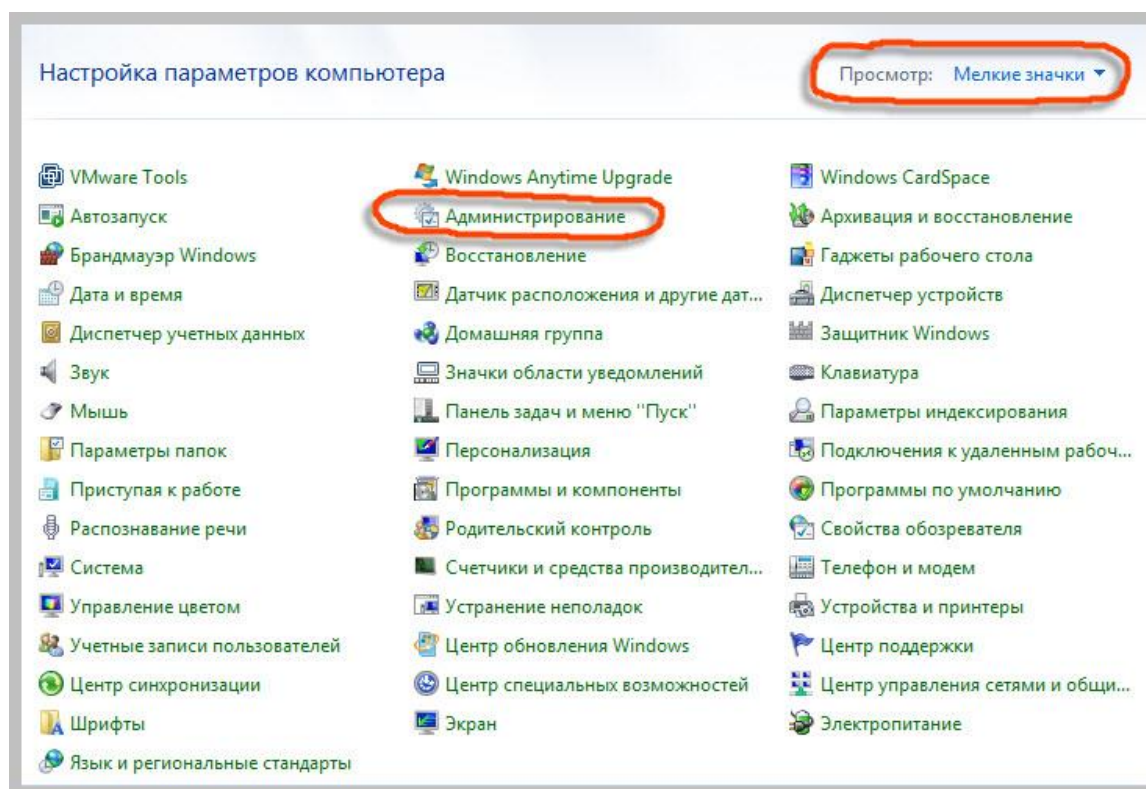 Настройка параметров компьютера
Просмотр: Мелкие значки
VMware Tools
Windows Anytime Upgrade
Windows CardSpace
Автозапуск
Администрирование
Архивация и восстановление
Брандмауэр Windows
Восстановление
Гаджеты рабочего стола
Дата и время
Датчик расположения и другие дат...
Диспетчер устройств
Диспетчер учетных данных
Домашняя группа
Защитник Windows
Звук
Значки области уведомлений
Клавиатура
Мышь
Панель задач и меню ''Пуск''
Параметры индексирования
Параметры папок
Персонализация
Подключения к удаленным рабоч...
Приступая к работе
Программы и компоненты
Программы по умолчанию
Распознавание речи
Родительский контроль
Свойства обозревателя
Система
Счетчики и средства производител...
Телефон и модем
Управление цветом
Устранение неполадок
Устройства и принтеры
Учетные записи пользователей
Центр обновления Windows
Центр поддержки
Центр синхронизации
Центр специальных возможностей
Центр управления сетями и общи...
Шрифты
Экран
Электропитание
Язык и региональные стандарты